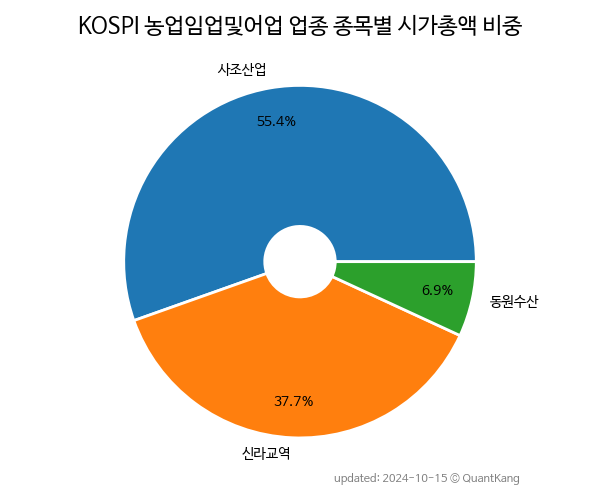 KOSPI 농업임업및어업 업종 종목별 시가총액 비중
사조산업
55.4%
6.9%
동원수산
37.7%
신라교역
updated: 2024-10-15 © QuantKang